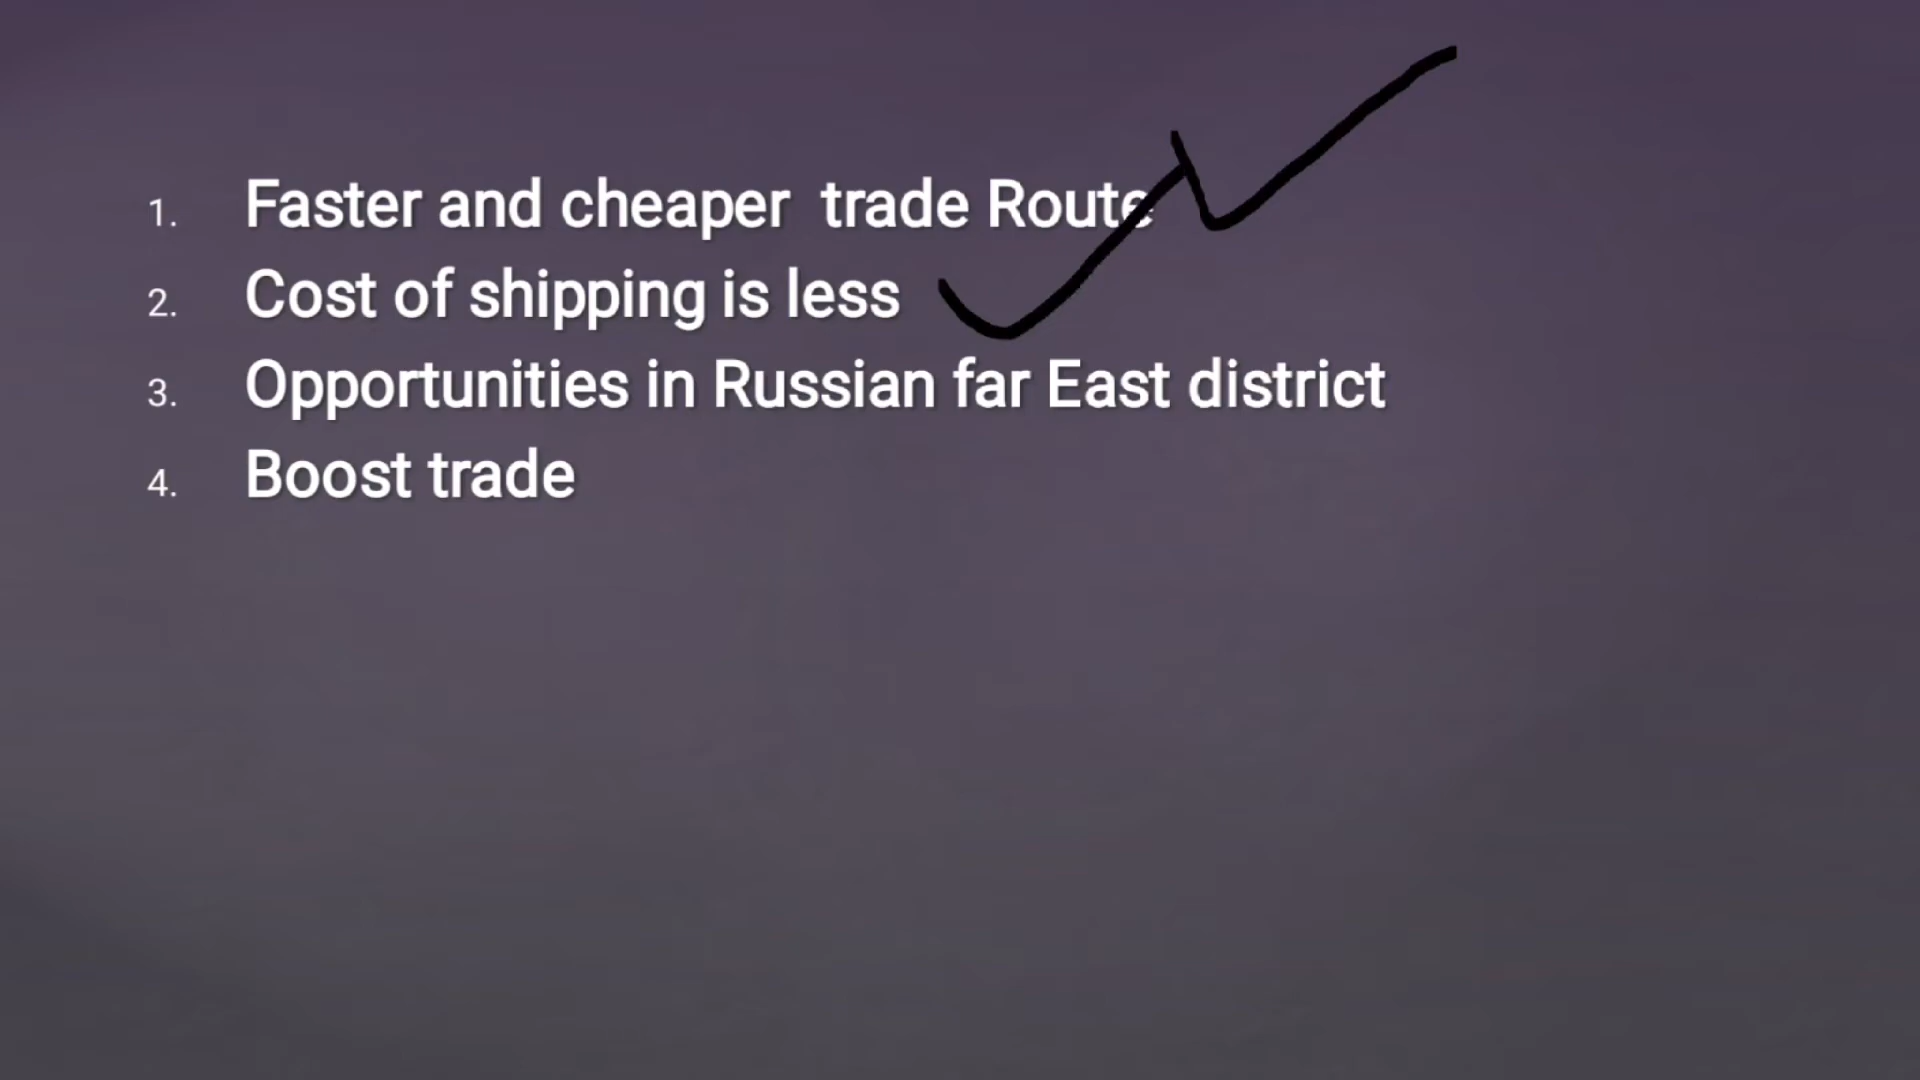 1. Faster and cheaper trade Route
2. Cost of shipping is less
3. Opportunities in Russian far East district
4. Boost trade